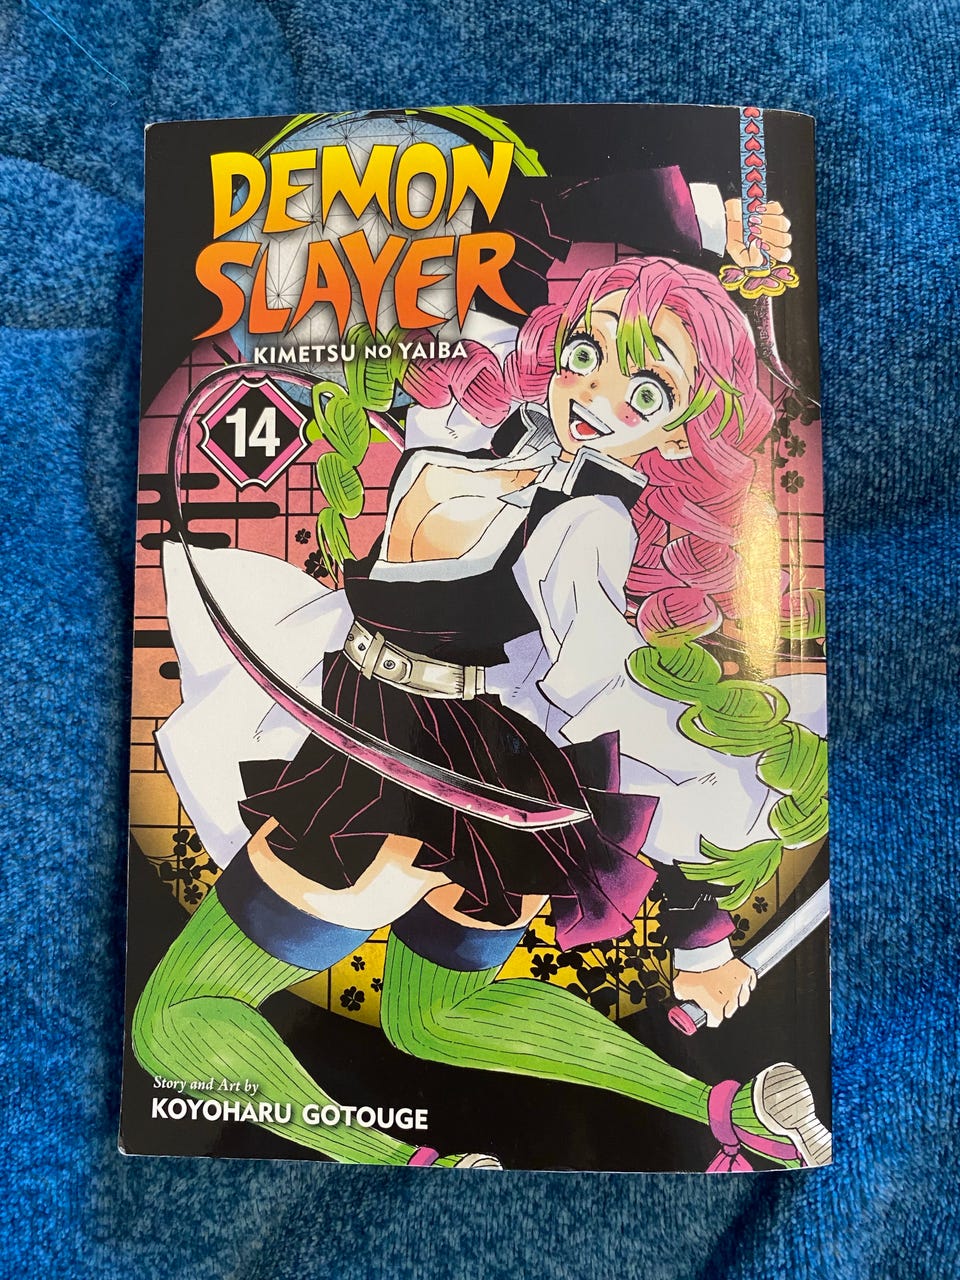 DEMON
SLAYER
KIMETSU NO YAIBA
14
Story and Art by
KOYOHARU GOTOUGE